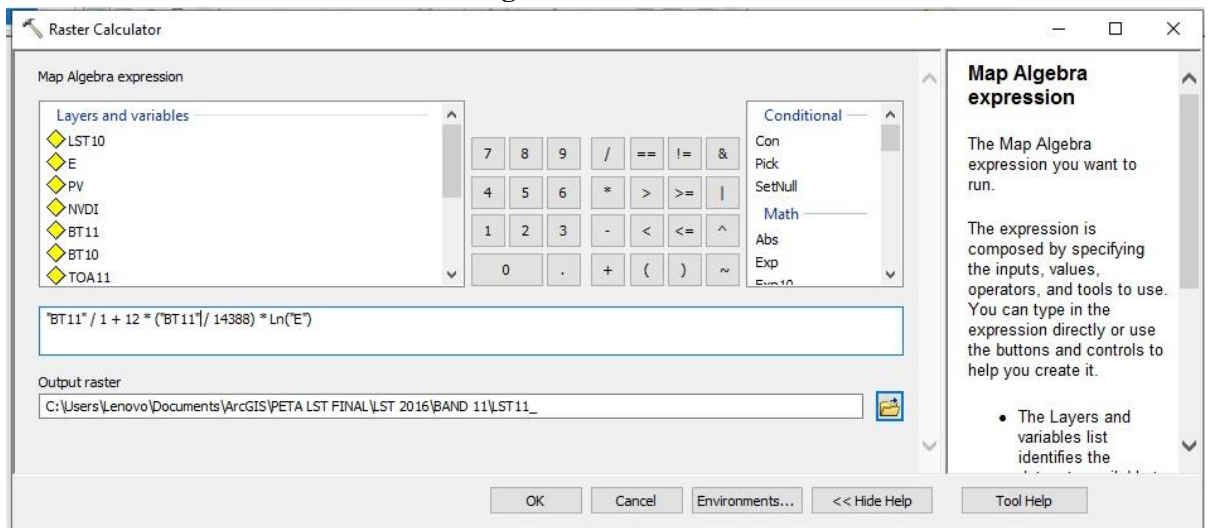 Raster Calculator
Map Algebra expression
Layers and variables
LST10
E
PV
NVDI
BT11
BT10
TOA11
7 8 9 / == != &
4 5 6 * > >= |
1 2 3 - < <= ^
0 . + ( ) ~
Conditional
Con
Pick
SetNull
Math
Abs
Exp
Exp10
"BT11" / 1 + 12 * ("BT11" / 14388) * Ln("E")
Output raster
C:\Users\Lenovo\Documents\ArcGIS\PETA LST FINAL\LST 2016\BAND 11\LST11_
OK
Cancel
Environments...
<< Hide Help
Tool Help
Map Algebra
expression
The Map Algebra
expression you want to
run.
The expression is
composed by specifying
the inputs, values,
operators, and tools to use.
You can type in the
expression directly or use
the buttons and controls to
help you create it.
• The Layers and
variables list
identifies the